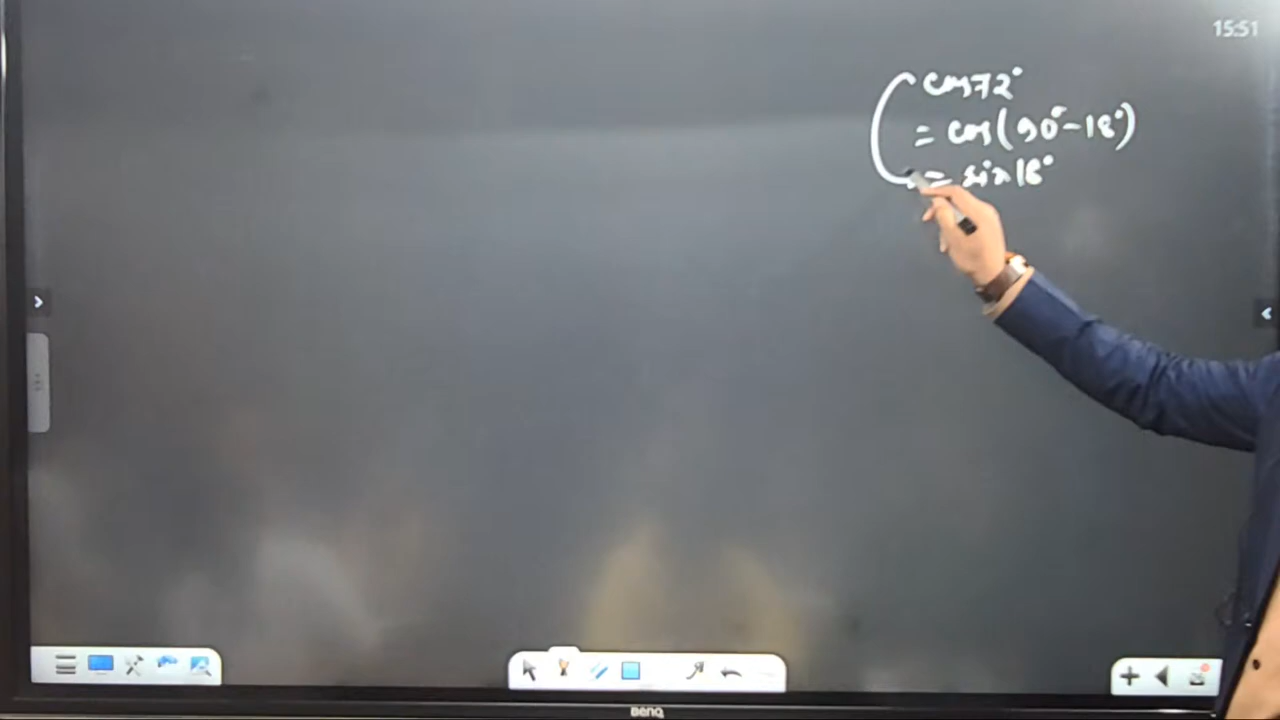 15:51
cos72°
= cos(90°-18°)
= sin18°
BenQ